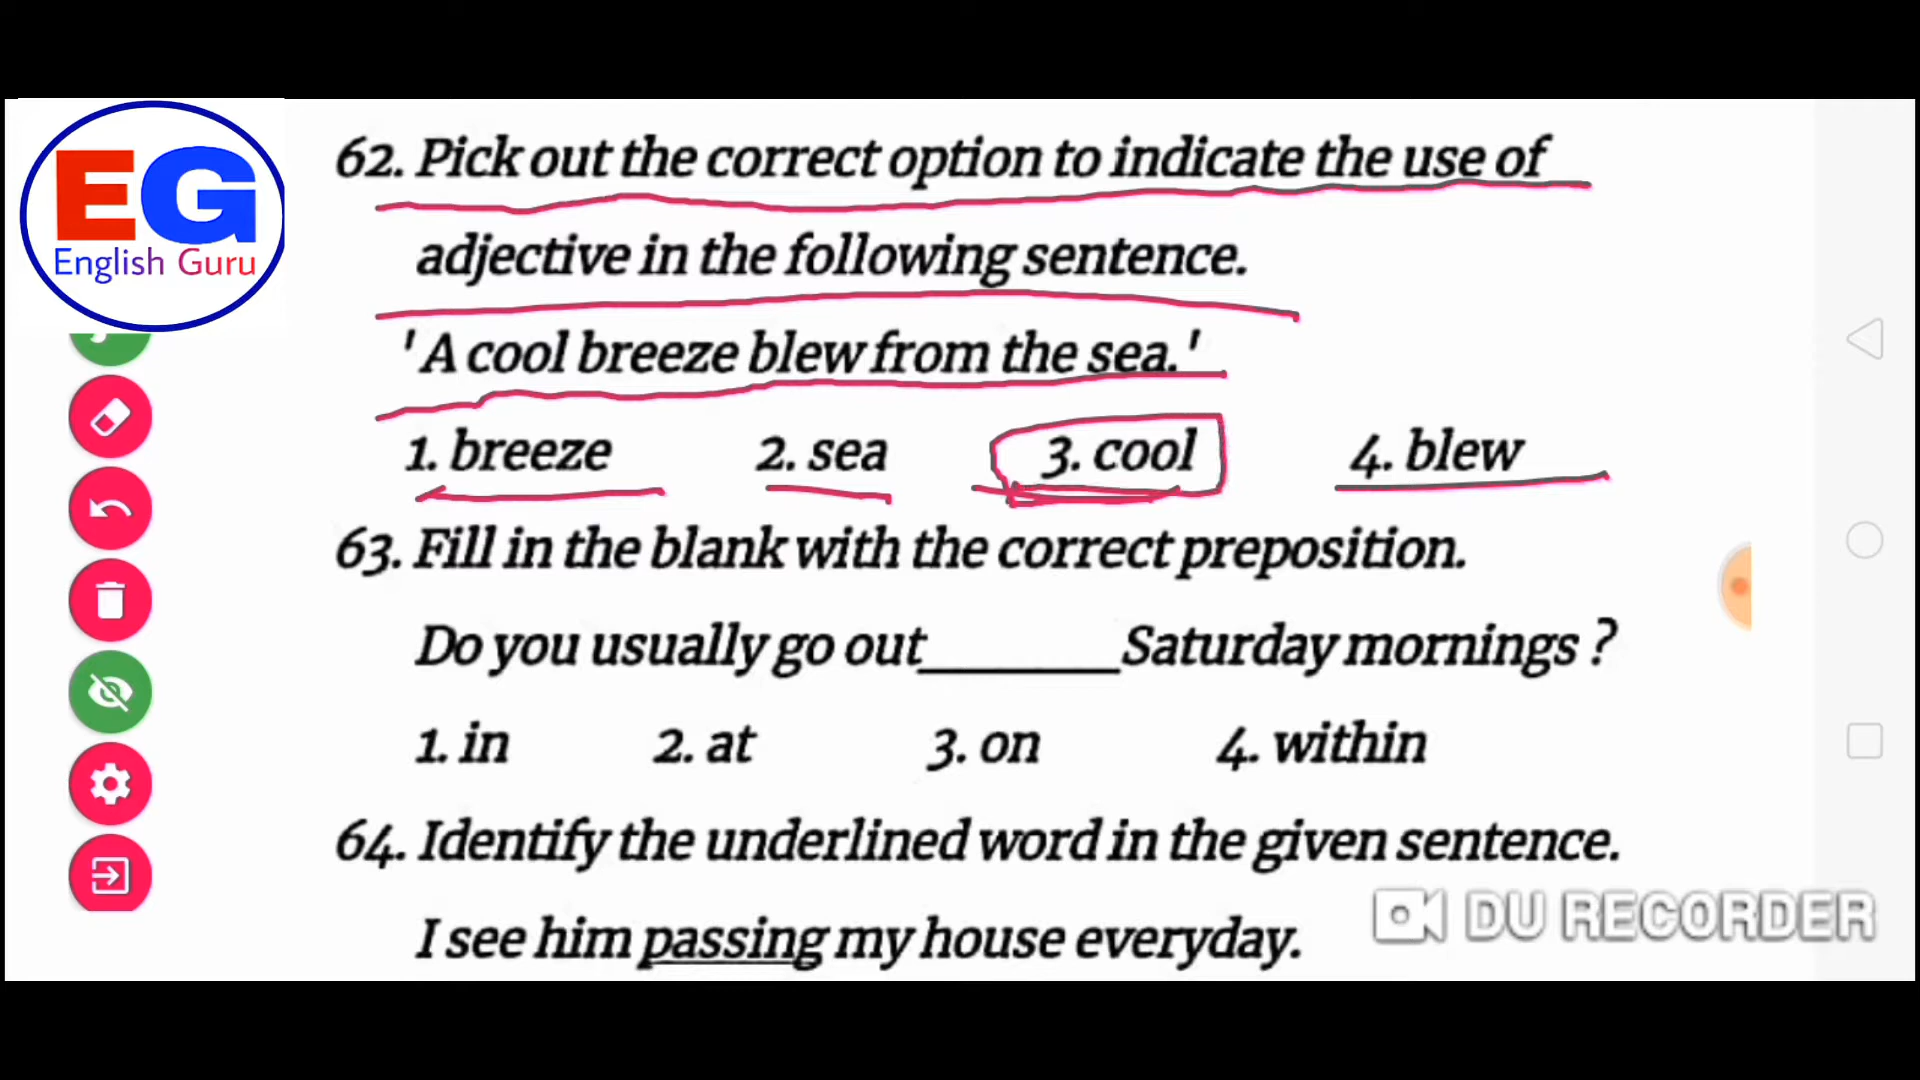 EG
English Guru
62. Pick out the correct option to indicate the use of
adjective in the following sentence.
' A cool breeze blew from the sea.'
1. breeze 2. sea 3. cool 4. blew
63. Fill in the blank with the correct preposition.
Do you usually go out_______Saturday mornings ?
1. in 2. at 3. on 4. within
64. Identify the underlined word in the given sentence.
I see him passing my house everyday.
DU RECORDER